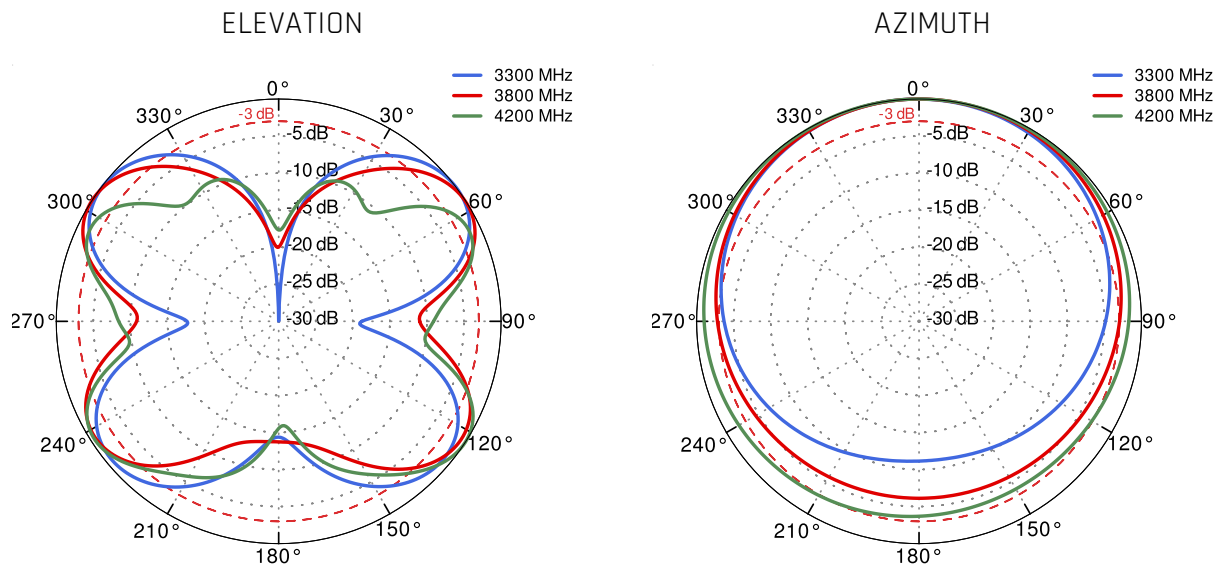 ELEVATION
3300 MHz
3800 MHz
4200 MHz
0°
30°
60°
90°
120°
150°
180°
210°
240°
270°
300°
330°
-3 dB
-5 dB
-10 dB
-15 dB
-20 dB
-25 dB
-30 dB
AZIMUTH
3300 MHz
3800 MHz
4200 MHz
0°
30°
60°
90°
120°
150°
180°
210°
240°
270°
300°
330°
-3 dB
-5 dB
-10 dB
-15 dB
-20 dB
-25 dB
-30 dB